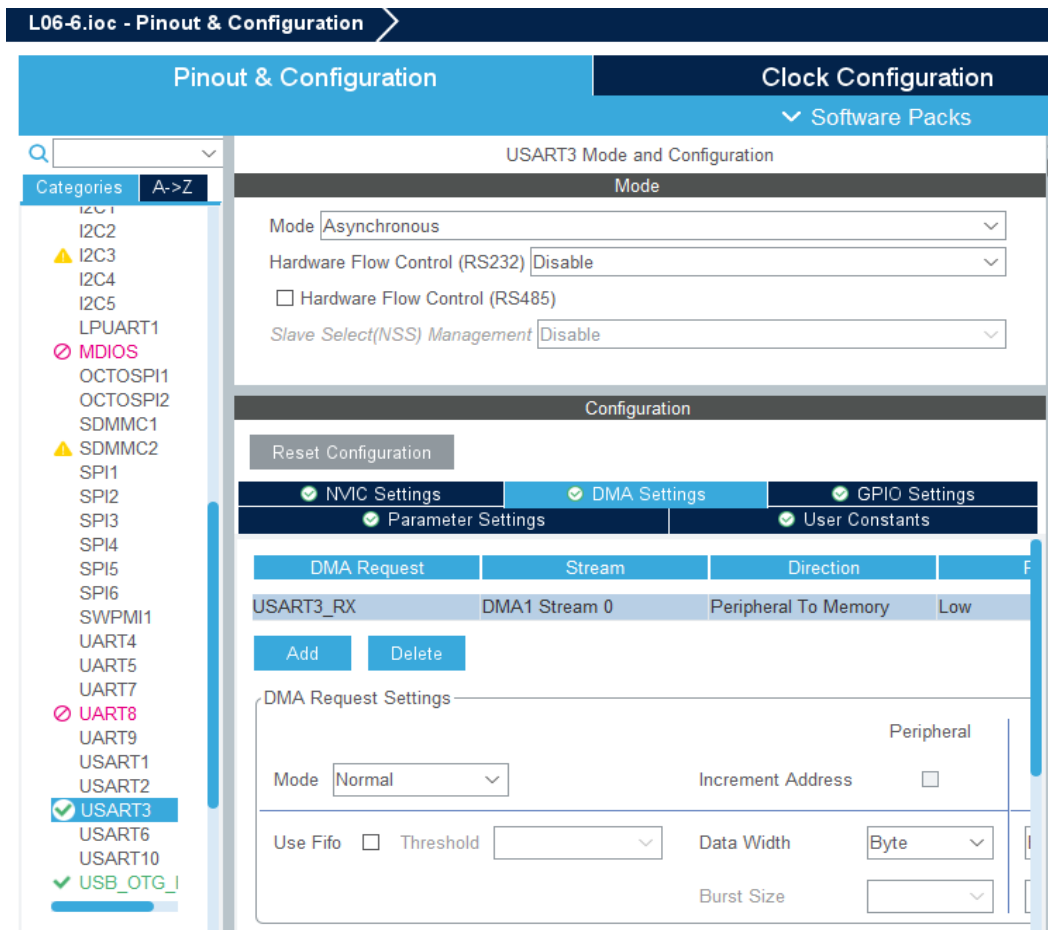 L06-6.ioc - Pinout & Configuration
Pinout & Configuration
Clock Configuration
Software Packs
Categories
A->Z
I2C1
I2C2
I2C3
I2C4
I2C5
LPUART1
MDIOS
OCTOSPI1
OCTOSPI2
SDMMC1
SDMMC2
SPI1
SPI2
SPI3
SPI4
SPI5
SPI6
SWPMI1
UART4
UART5
UART7
UART8
UART9
USART1
USART2
USART3
USART6
USART10
USB_OTG_
USART3 Mode and Configuration
Mode
Mode Asynchronous
Hardware Flow Control (RS232) Disable
Hardware Flow Control (RS485)
Slave Select(NSS) Management Disable
Configuration
Reset Configuration
NVIC Settings
DMA Settings
GPIO Settings
Parameter Settings
User Constants
DMA Request Stream Direction
USART3_RX DMA1 Stream 0 Peripheral To Memory Low
Add Delete
DMA Request Settings
Peripheral
Mode Normal Increment Address
Use Fifo Threshold Data Width Byte
Burst Size